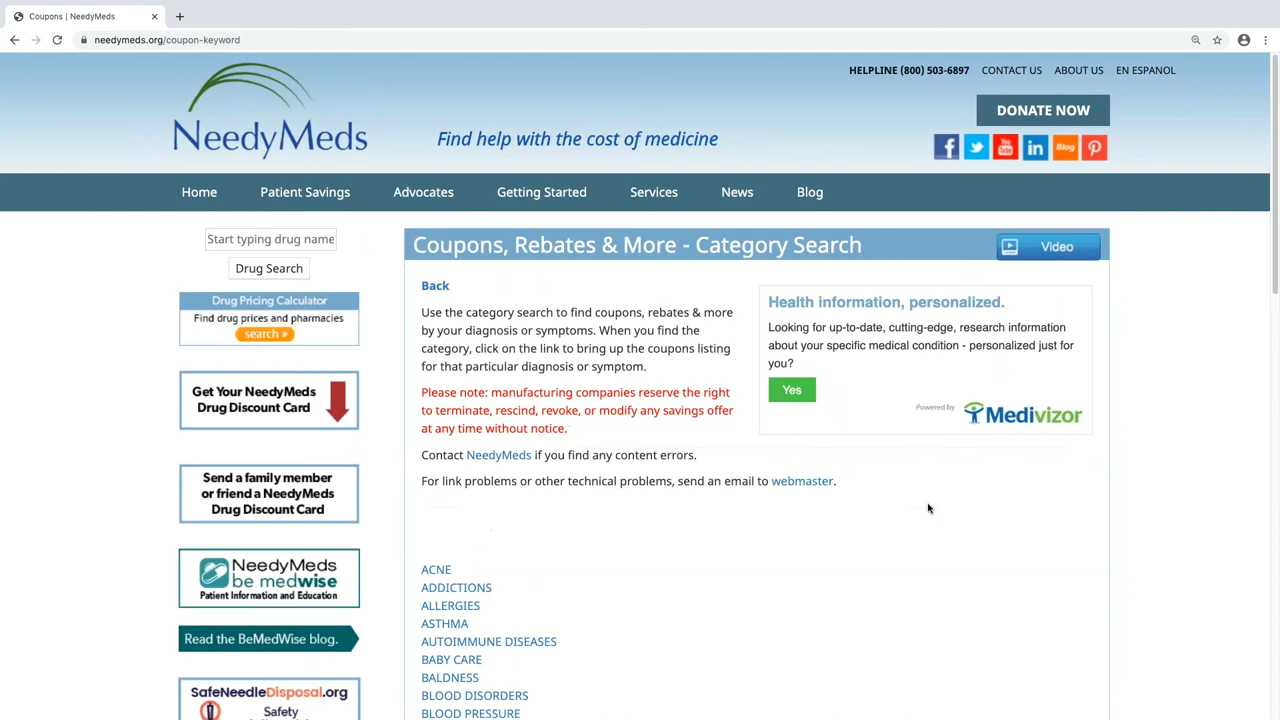 Coupons | NeedyMeds
needymeds.org/coupon-keyword
HELPLINE (800) 503-6897 CONTACT US ABOUT US EN ESPANOL
DONATE NOW
NeedyMeds
Find help with the cost of medicine
You Tube in Blog
Home Patient Savings Advocates Getting Started Services News Blog
Start typing drug name
Drug Search
Drug Pricing Calculator
Find drug prices and pharmacies
search »
Get Your NeedyMeds
Drug Discount Card
Send a family member
or friend a NeedyMeds
Drug Discount Card
NeedyMeds
be medwise
Patient Information and Education
Read the BeMedWise blog.
SafeNeedleDisposal.org
Safety
Coupons, Rebates & More - Category Search
Video
Back
Use the category search to find coupons, rebates & more
by your diagnosis or symptoms. When you find the
category, click on the link to bring up the coupons listing
for that particular diagnosis or symptom.
Please note: manufacturing companies reserve the right
to terminate, rescind, revoke, or modify any savings offer
at any time without notice.
Contact NeedyMeds if you find any content errors.
For link problems or other technical problems, send an email to webmaster.
Health information, personalized.
Looking for up-to-date, cutting-edge, research information
about your specific medical condition - personalized just for
you?
Yes
Powered by Medivizor
ACNE
ADDICTIONS
ALLERGIES
ASTHMA
AUTOIMMUNE DISEASES
BABY CARE
BALDNESS
BLOOD DISORDERS
BLOOD PRESSURE